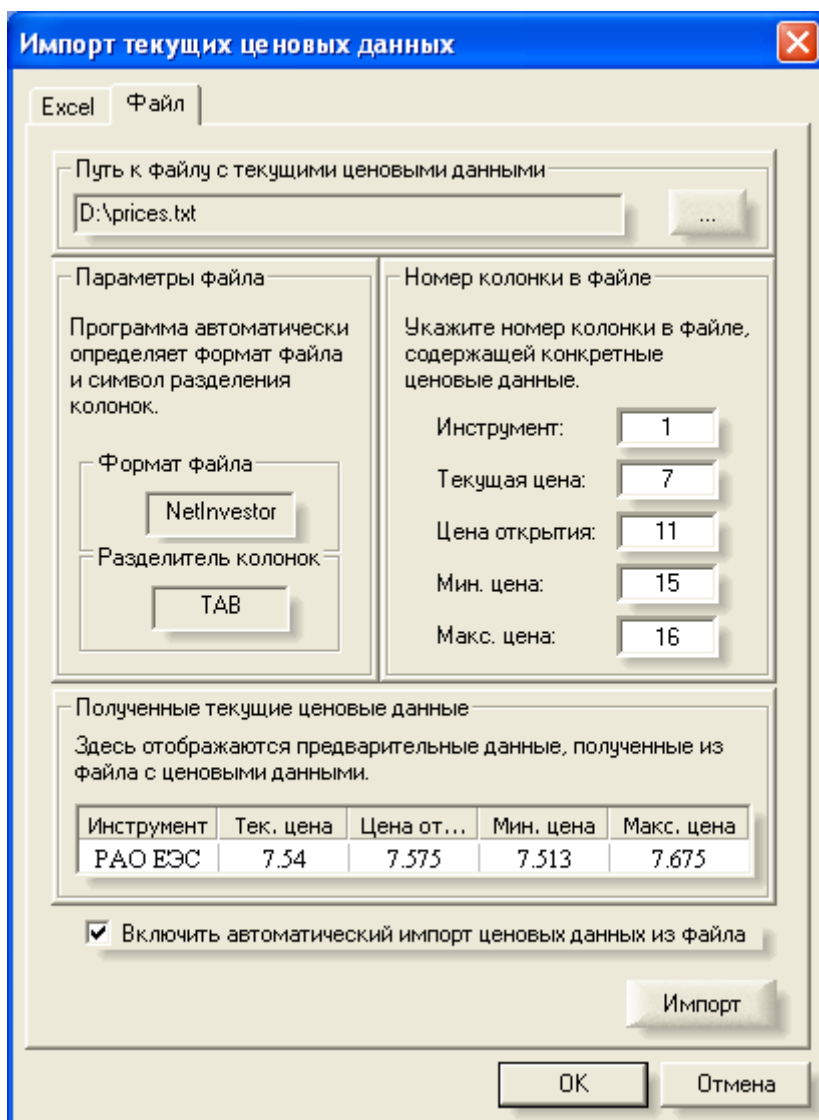 Импорт текущих ценовых данных
Excel
Файл
Путь к файлу с текущими ценовыми данными
D:\prices.txt
...
Параметры файла
Программа автоматически
определяет формат файла
и символ разделения
колонок.
Формат файла
NetInvestor
Разделитель колонок
TAB
Номер колонки в файле
Укажите номер колонки в файле,
содержащей конкретные
ценовые данные.
Инструмент: 1
Текущая цена: 7
Цена открытия: 11
Мин. цена: 15
Макс. цена: 16
Полученные текущие ценовые данные
Здесь отображаются предварительные данные, полученные из
файла с ценовыми данными.
Инструмент Тек. цена Цена от... Мин. цена Макс. цена
РАО ЕЭС 7.54 7.575 7.513 7.675
Включить автоматический импорт ценовых данных из файла
Импорт
OK Отмена